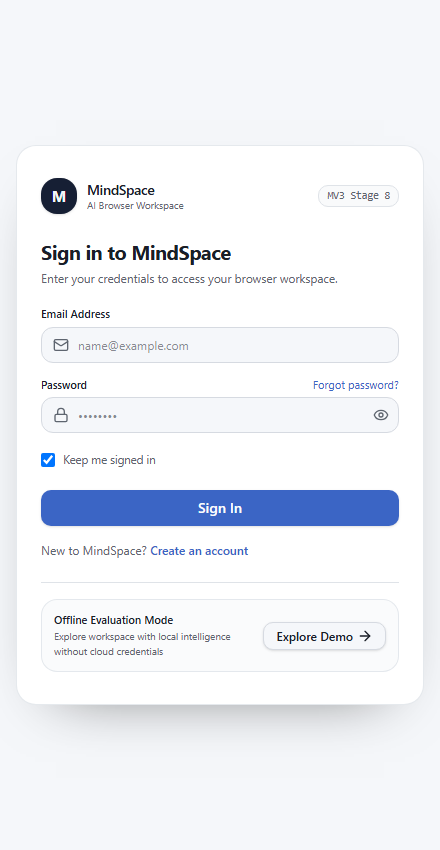 M
MindSpace
AI Browser Workspace
MV3 Stage 8
Sign in to MindSpace
Enter your credentials to access your browser workspace.
Email Address
name@example.com
Password
Forgot password?
••••••••
Keep me signed in
Sign In
New to MindSpace? Create an account
Offline Evaluation Mode
Explore workspace with local intelligence
without cloud credentials
Explore Demo →